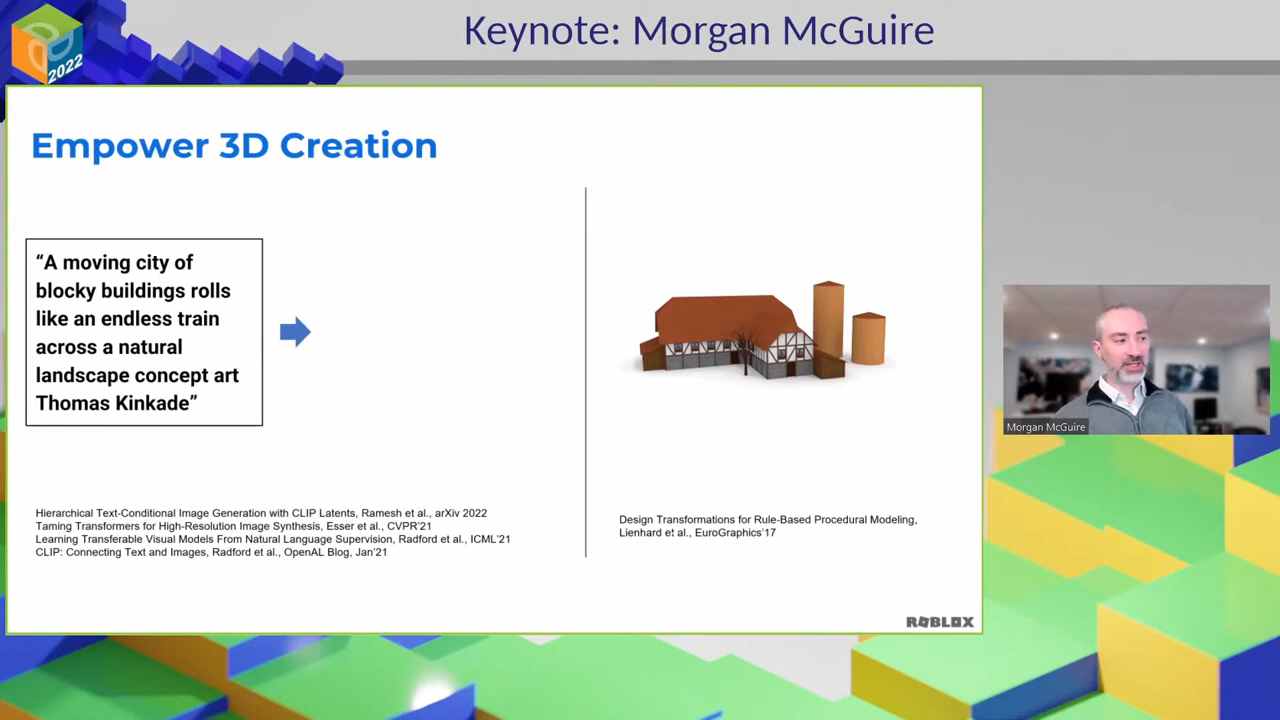 Keynote: Morgan McGuire
2022
Empower 3D Creation
“A moving city of
blocky buildings rolls
like an endless train
across a natural
landscape concept art
Thomas Kinkade”
Hierarchical Text-Conditional Image Generation with CLIP Latents, Ramesh et al., arXiv 2022
Taming Transformers for High-Resolution Image Synthesis, Esser et al., CVPR’21
Learning Transferable Visual Models From Natural Language Supervision, Radford et al., ICML’21
CLIP: Connecting Text and Images, Radford et al., OpenAL Blog, Jan’21
Design Transformations for Rule-Based Procedural Modeling,
Lienhard et al., EuroGraphics’17
ROBLOX
Morgan McGuire